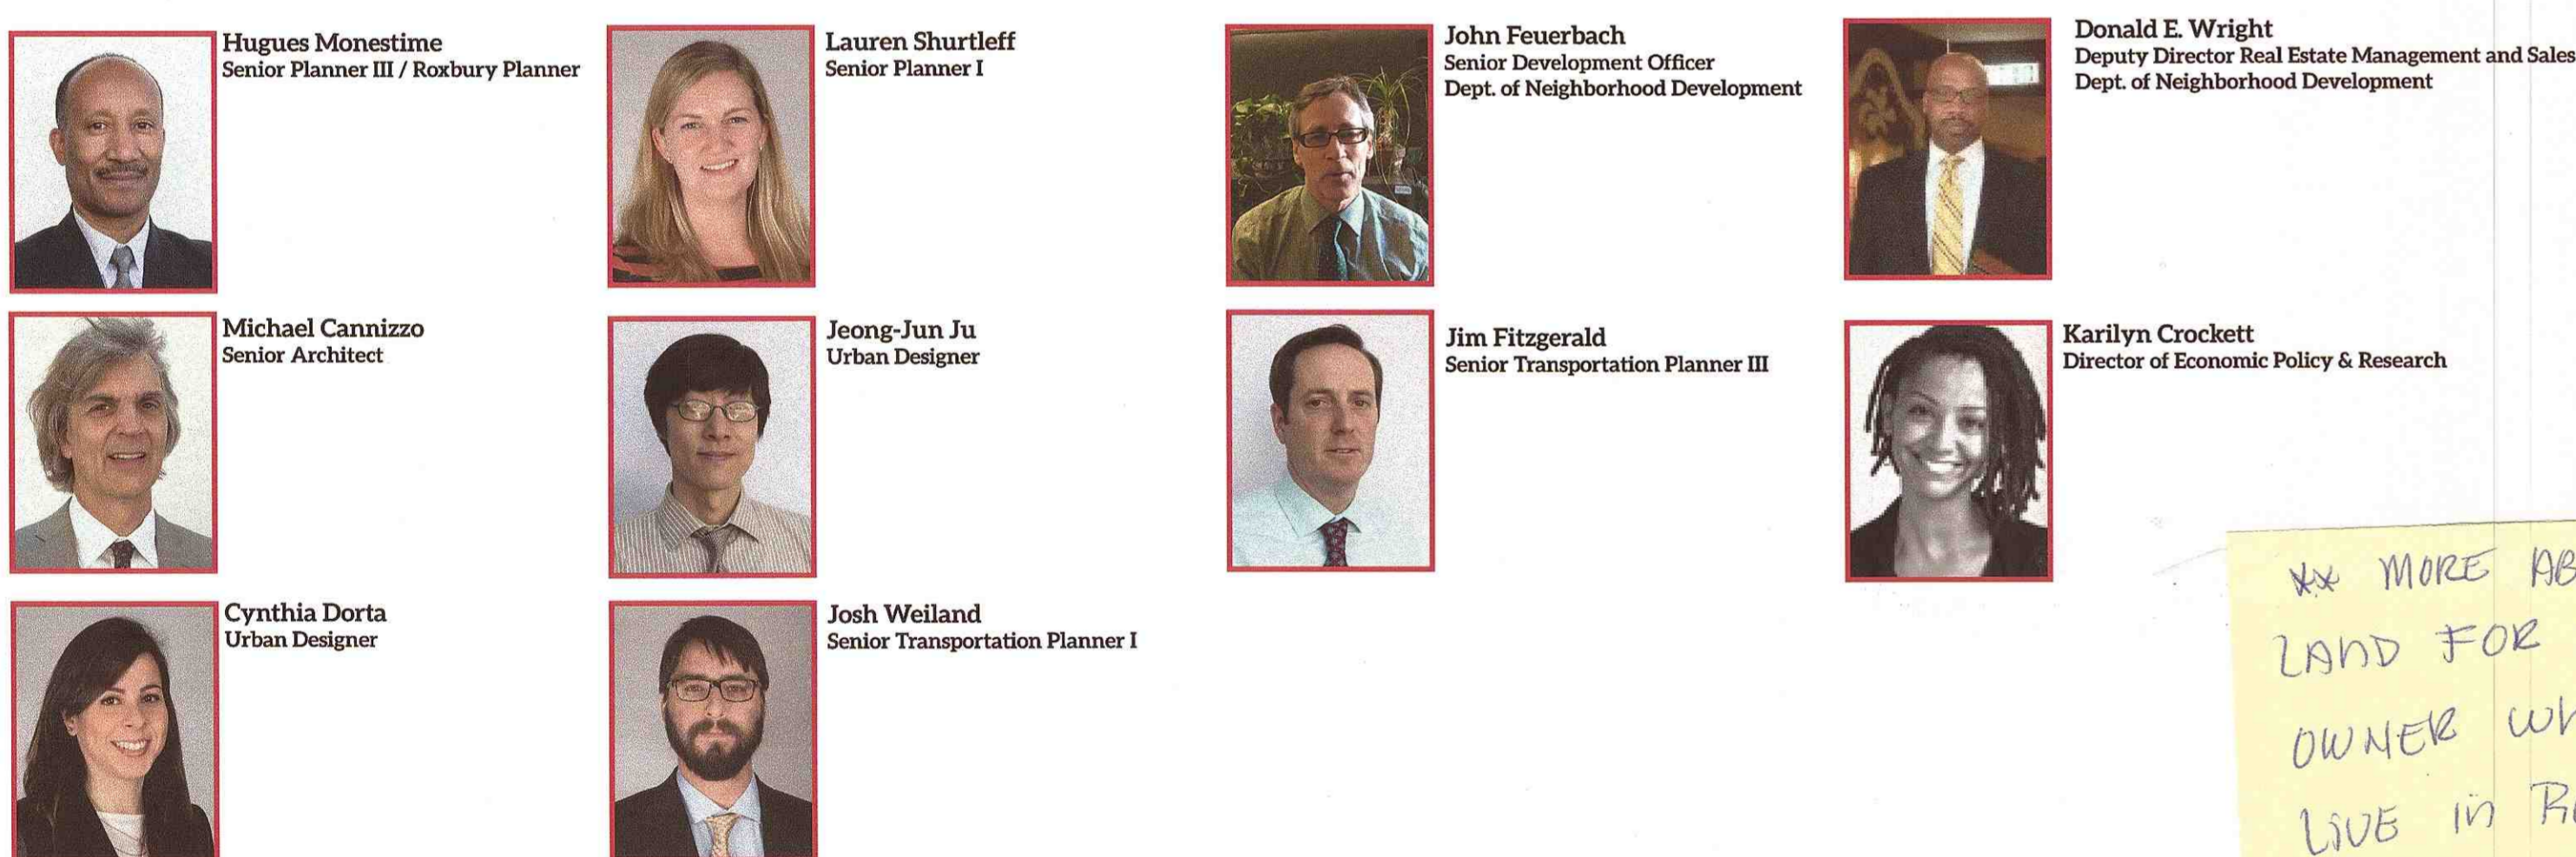 Hugues Monestime
Senior Planner III / Roxbury Planner
Lauren Shurtleff
Senior Planner I
John Feuerbach
Senior Development Officer
Dept. of Neighborhood Development
Donald E. Wright
Deputy Director Real Estate Management and Sales
Dept. of Neighborhood Development
Michael Cannizzo
Senior Architect
Jeong-Jun Ju
Urban Designer
Jim Fitzgerald
Senior Transportation Planner III
Karilyn Crockett
Director of Economic Policy & Research
Cynthia Dorta
Urban Designer
Josh Weiland
Senior Transportation Planner I
** MORE AB
LAND FOR
OWNER WH
LIVE in